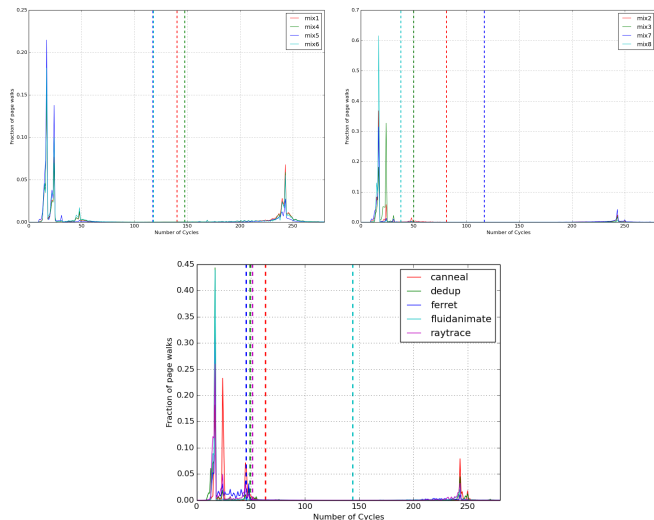 0.25
0.20
0.15
0.10
0.05
0.00
0 50 100 150 200 250
Fraction of page walks
Number of Cycles
mix1
mix4
mix5
mix6
0.7
0.6
0.5
0.4
0.3
0.2
0.1
0.0
0 50 100 150 200 250
Fraction of page walks
Number of Cycles
mix2
mix3
mix7
mix8
0.45
0.40
0.35
0.30
0.25
0.20
0.15
0.10
0.05
0.00
0 50 100 150 200 250
Fraction of page walks
Number of Cycles
canneal
dedup
ferret
fluidanimate
raytrace